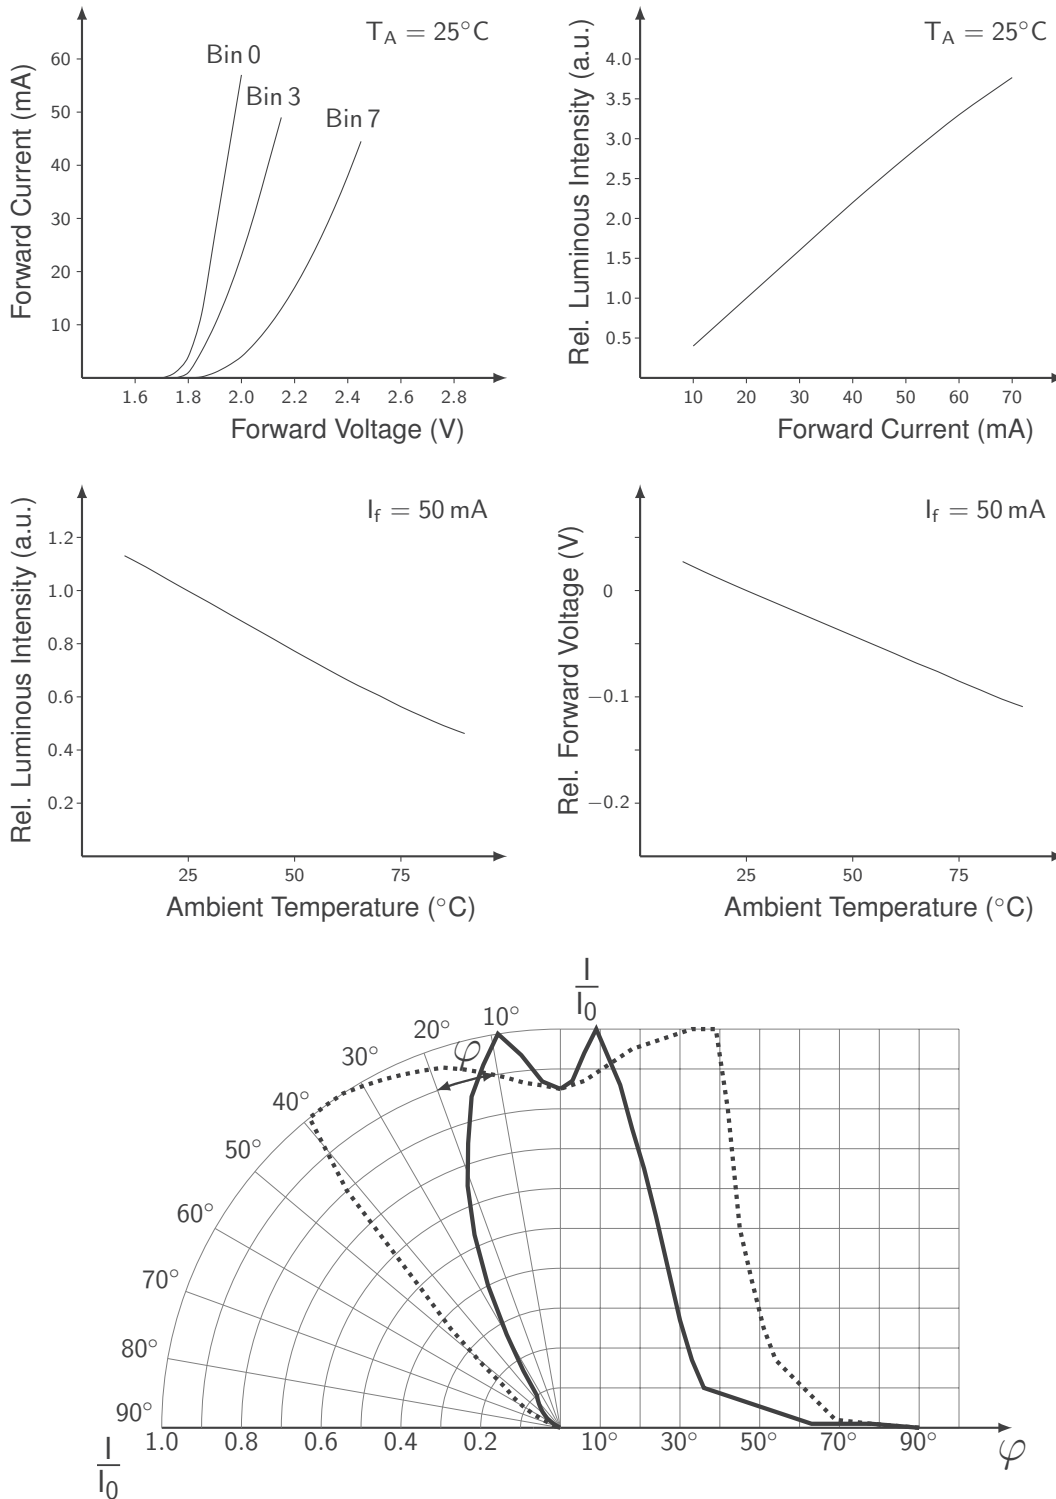 T_A = 25°C
Forward Current (mA)
60
50
40
30
20
10
Bin 0
Bin 3
Bin 7
1.6 1.8 2.0 2.2 2.4 2.6 2.8
Forward Voltage (V)
T_A = 25°C
Rel. Luminous Intensity (a.u.)
4.0
3.5
3.0
2.5
2.0
1.5
1.0
0.5
10 20 30 40 50 60 70
Forward Current (mA)
I_f = 50 mA
Rel. Luminous Intensity (a.u.)
1.2
1.0
0.8
0.6
0.4
0.2
25 50 75
Ambient Temperature (°C)
I_f = 50 mA
Rel. Forward Voltage (V)
0
−0.1
−0.2
25 50 75
Ambient Temperature (°C)
I
I_0
10°
20°
φ
30°
40°
50°
60°
70°
80°
90°
1.0 0.8 0.6 0.4 0.2 10° 30° 50° 70° 90°
φ
I
I_0